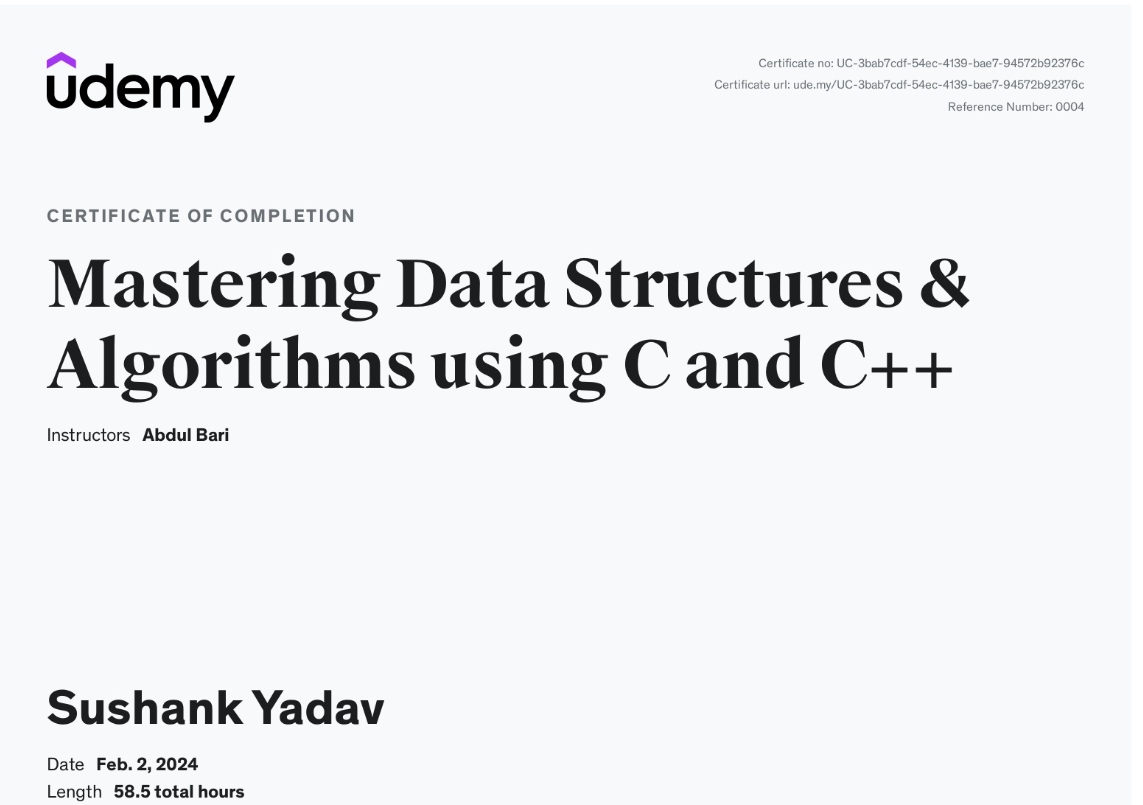 udemy
Certificate no: UC-3bab7cdf-54ec-4139-bae7-94572b92376c
Certificate url: ude.my/UC-3bab7cdf-54ec-4139-bae7-94572b92376c
Reference Number: 0004
CERTIFICATE OF COMPLETION
Mastering Data Structures &
Algorithms using C and C++
Instructors Abdul Bari
Sushank Yadav
Date Feb. 2, 2024
Length 58.5 total hours